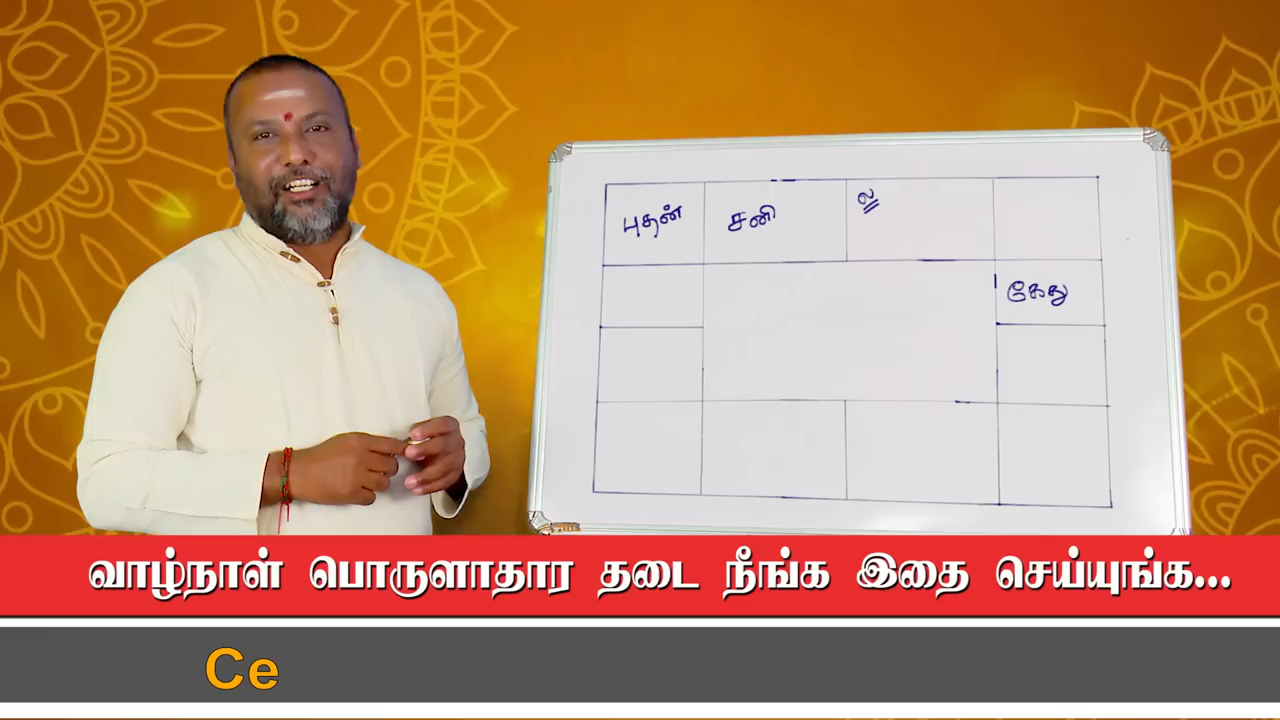 புதன் சனி ல
கேது
வாழ்நாள் பொருளாதார தடை நீங்க இதை செய்யுங்க...
Ce